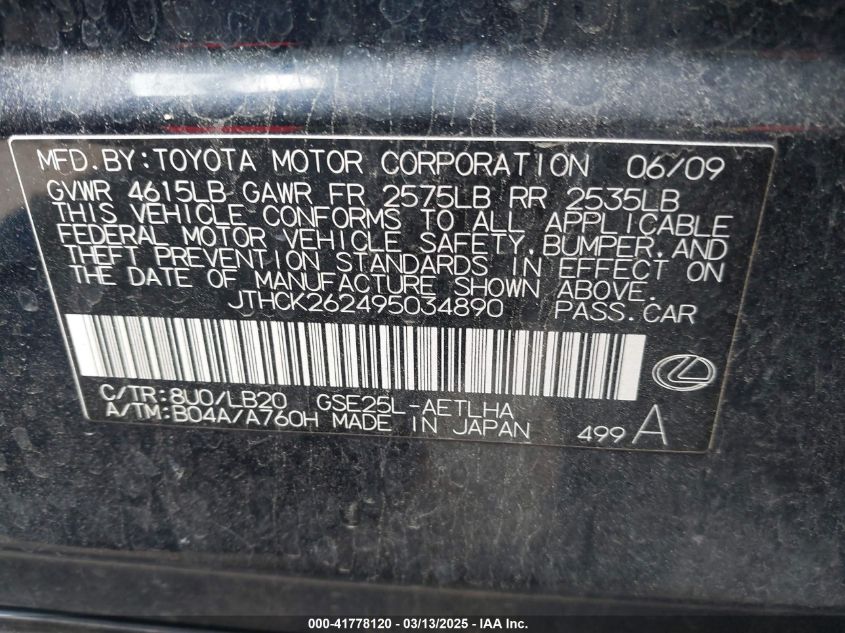 MFD.BY:TOYOTA MOTOR CORPORATION 06/09
GVWR 4615LB GAWR FR 2575LB RR 2535LB
THIS VEHICLE CONFORMS TO ALL APPLICABLE
FEDERAL MOTOR VEHICLE SAFETY, BUMPER, AND
THEFT PREVENTION STANDARDS IN EFFECT ON
THE DATE OF MANUFACTURE SHOWN ABOVE.
JTHCK262495034890 PASS.CAR
C/TR:8U0/LB20 GSE25L-AETLHA
A/TM:B04A/A760H MADE IN JAPAN 499A
000-41778120 - 03/13/2025 - IAA Inc.